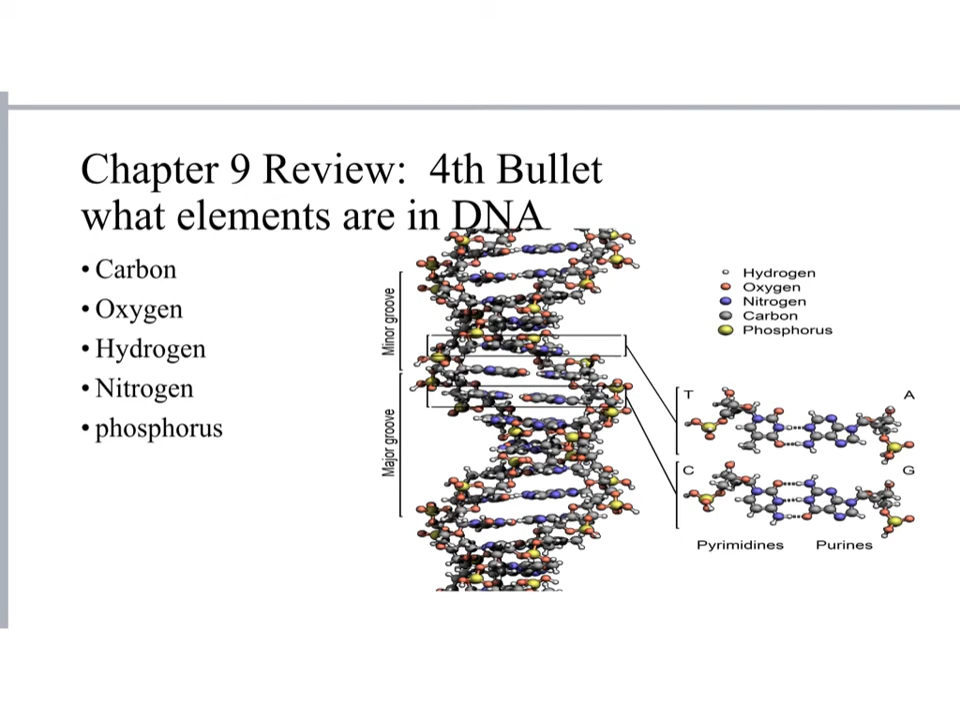 Chapter 9 Review:  4th Bullet
what elements are in DNA
• Carbon
• Oxygen
• Hydrogen
• Nitrogen
• phosphorus
Minor groove
Major groove
Hydrogen
Oxygen
Nitrogen
Carbon
Phosphorus
T
A
C
G
Pyrimidines
Purines